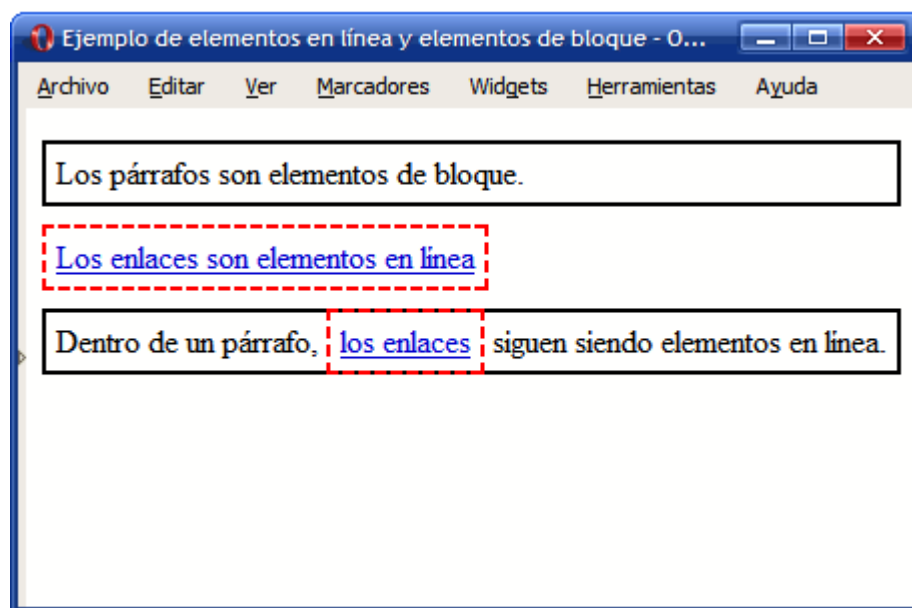 Ejemplo de elementos en línea y elementos de bloque - O...
Archivo Editar Ver Marcadores Widgets Herramientas Ayuda
Los párrafos son elementos de bloque.
Los enlaces son elementos en línea
Dentro de un párrafo, los enlaces siguen siendo elementos en línea.